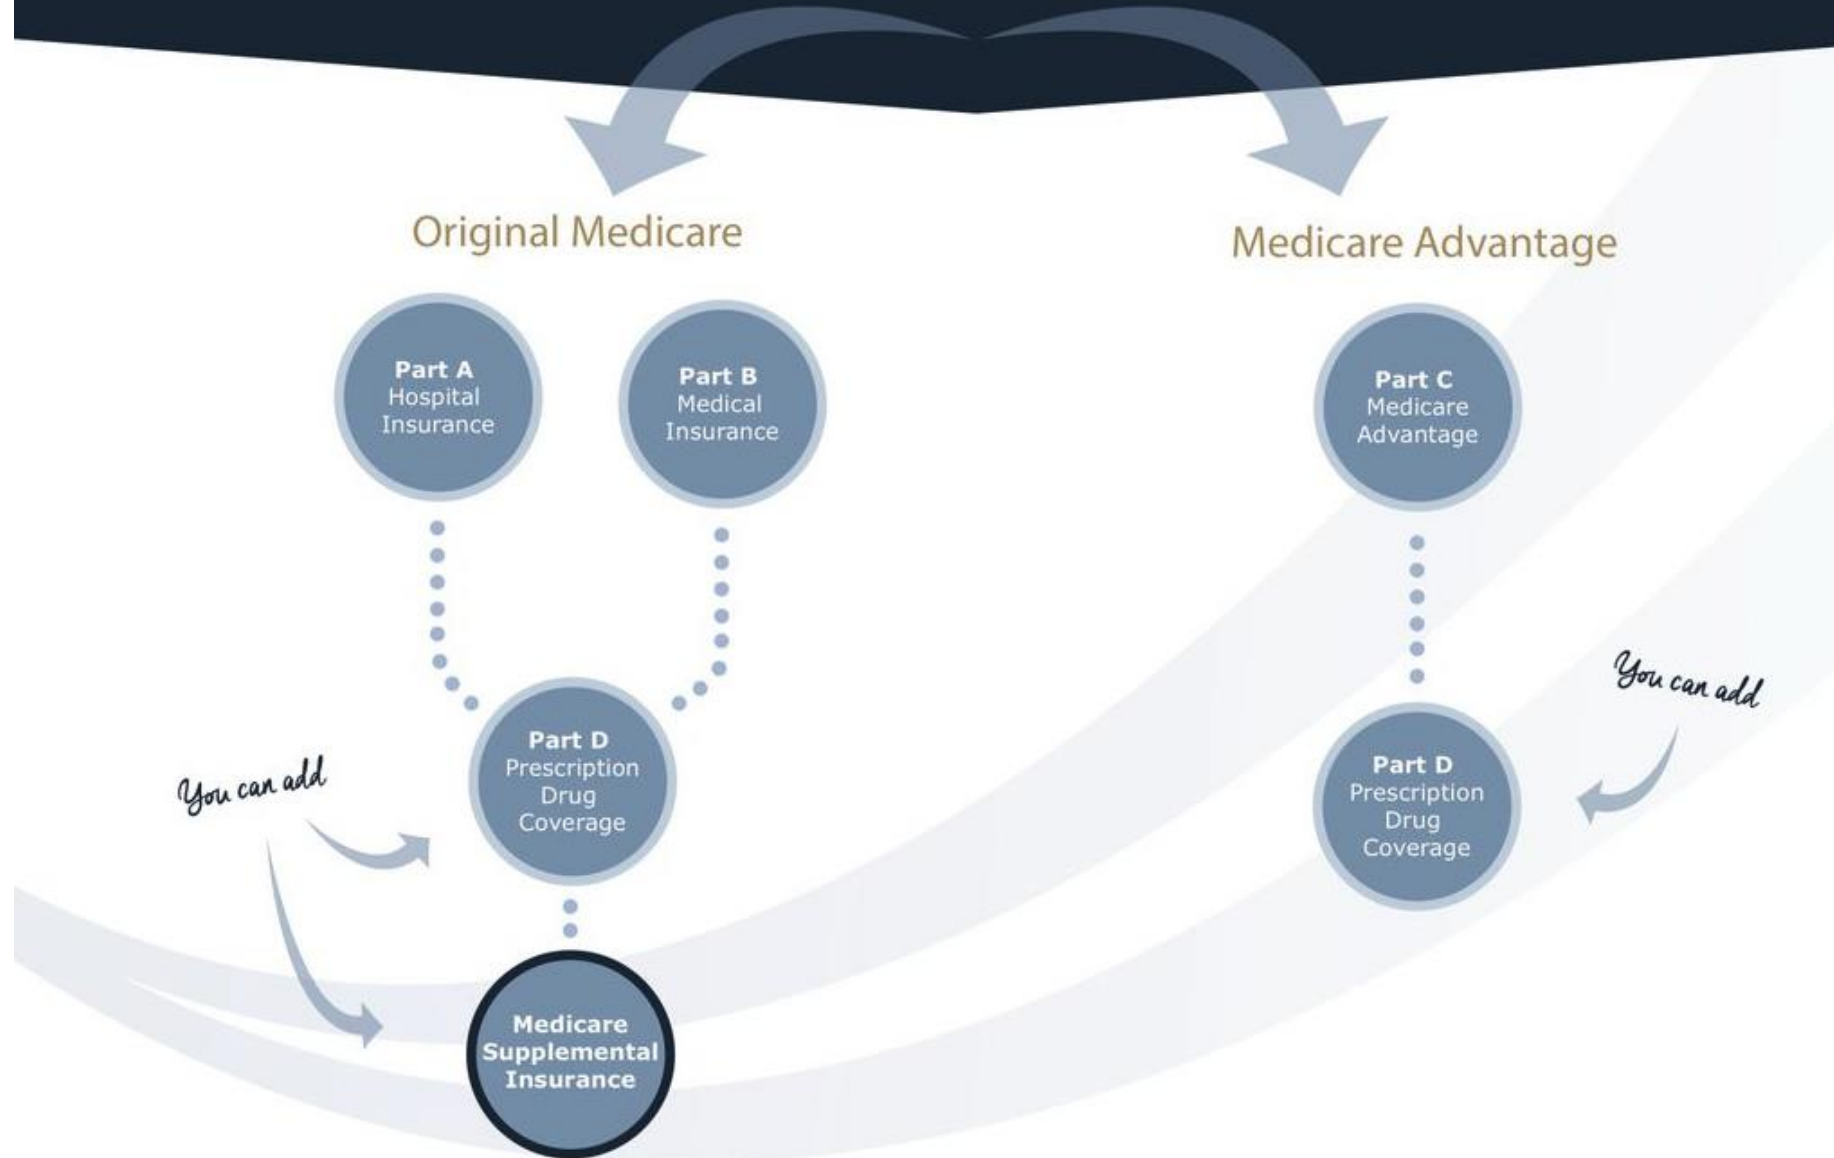 Original Medicare
Part A
Hospital
Insurance
Part B
Medical
Insurance
You can add
Part D
Prescription
Drug
Coverage
Medicare
Supplemental
Insurance
Medicare Advantage
Part C
Medicare
Advantage
You can add
Part D
Prescription
Drug
Coverage